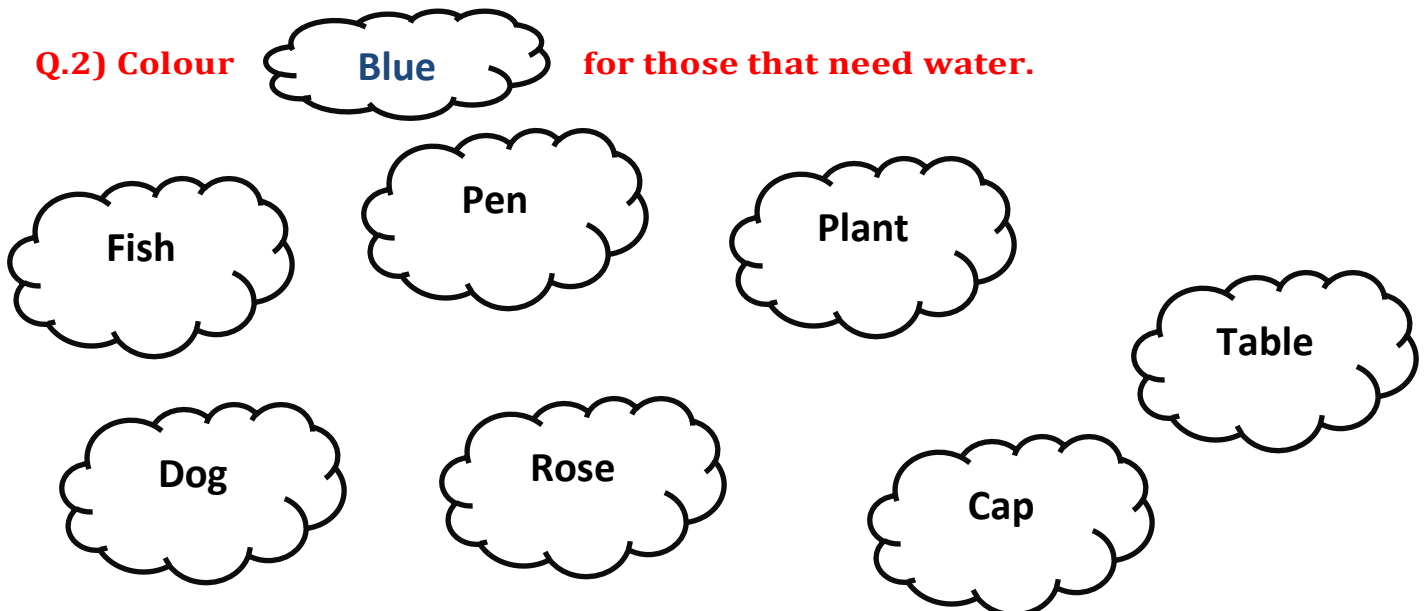 Q.2) Colour Blue for those that need water.
Pen
Plant
Fish
Table
Dog
Rose
Cap